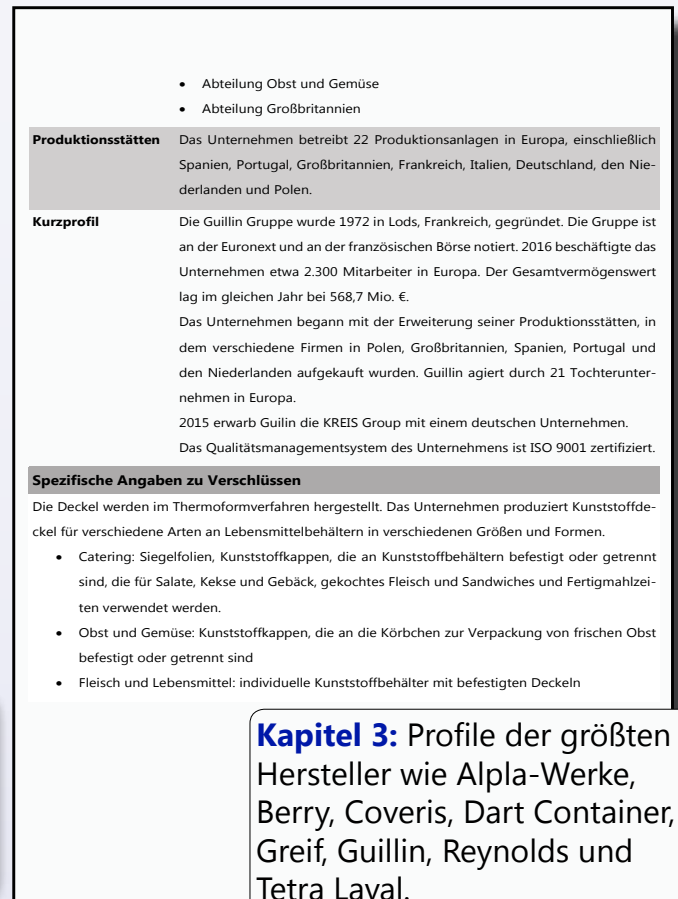 • Abteilung Obst und Gemüse
• Abteilung Großbritannien
Produktionsstätten Das Unternehmen betreibt 22 Produktionsanlagen in Europa, einschließlich
Spanien, Portugal, Großbritannien, Frankreich, Italien, Deutschland, den Nie-
derlanden und Polen.
Kurzprofil Die Guillin Gruppe wurde 1972 in Lods, Frankreich, gegründet. Die Gruppe ist
an der Euronext und an der französischen Börse notiert. 2016 beschäftigte das
Unternehmen etwa 2.300 Mitarbeiter in Europa. Der Gesamtvermögenswert
lag im gleichen Jahr bei 568,7 Mio. €.
Das Unternehmen begann mit der Erweiterung seiner Produktionsstätten, in
dem verschiedene Firmen in Polen, Großbritannien, Spanien, Portugal und
den Niederlanden aufgekauft wurden. Guillin agiert durch 21 Tochterunter-
nehmen in Europa.
2015 erwarb Guilin die KREIS Group mit einem deutschen Unternehmen.
Das Qualitätsmanagementsystem des Unternehmens ist ISO 9001 zertifiziert.
Spezifische Angaben zu Verschlüssen
Die Deckel werden im Thermoformverfahren hergestellt. Das Unternehmen produziert Kunststoffde-
ckel für verschiedene Arten an Lebensmittelbehältern in verschiedenen Größen und Formen.
• Catering: Siegelfolien, Kunststoffkappen, die an Kunststoffbehältern befestigt oder getrennt
sind, die für Salate, Kekse und Gebäck, gekochtes Fleisch und Sandwiches und Fertigmahlzei-
ten verwendet werden.
• Obst und Gemüse: Kunststoffkappen, die an die Körbchen zur Verpackung von frischen Obst
befestigt oder getrennt sind
• Fleisch und Lebensmittel: individuelle Kunststoffbehälter mit befestigten Deckeln
Kapitel 3: Profile der größten
Hersteller wie Alpla-Werke,
Berry, Coveris, Dart Container,
Greif, Guillin, Reynolds und
Tetra Laval.